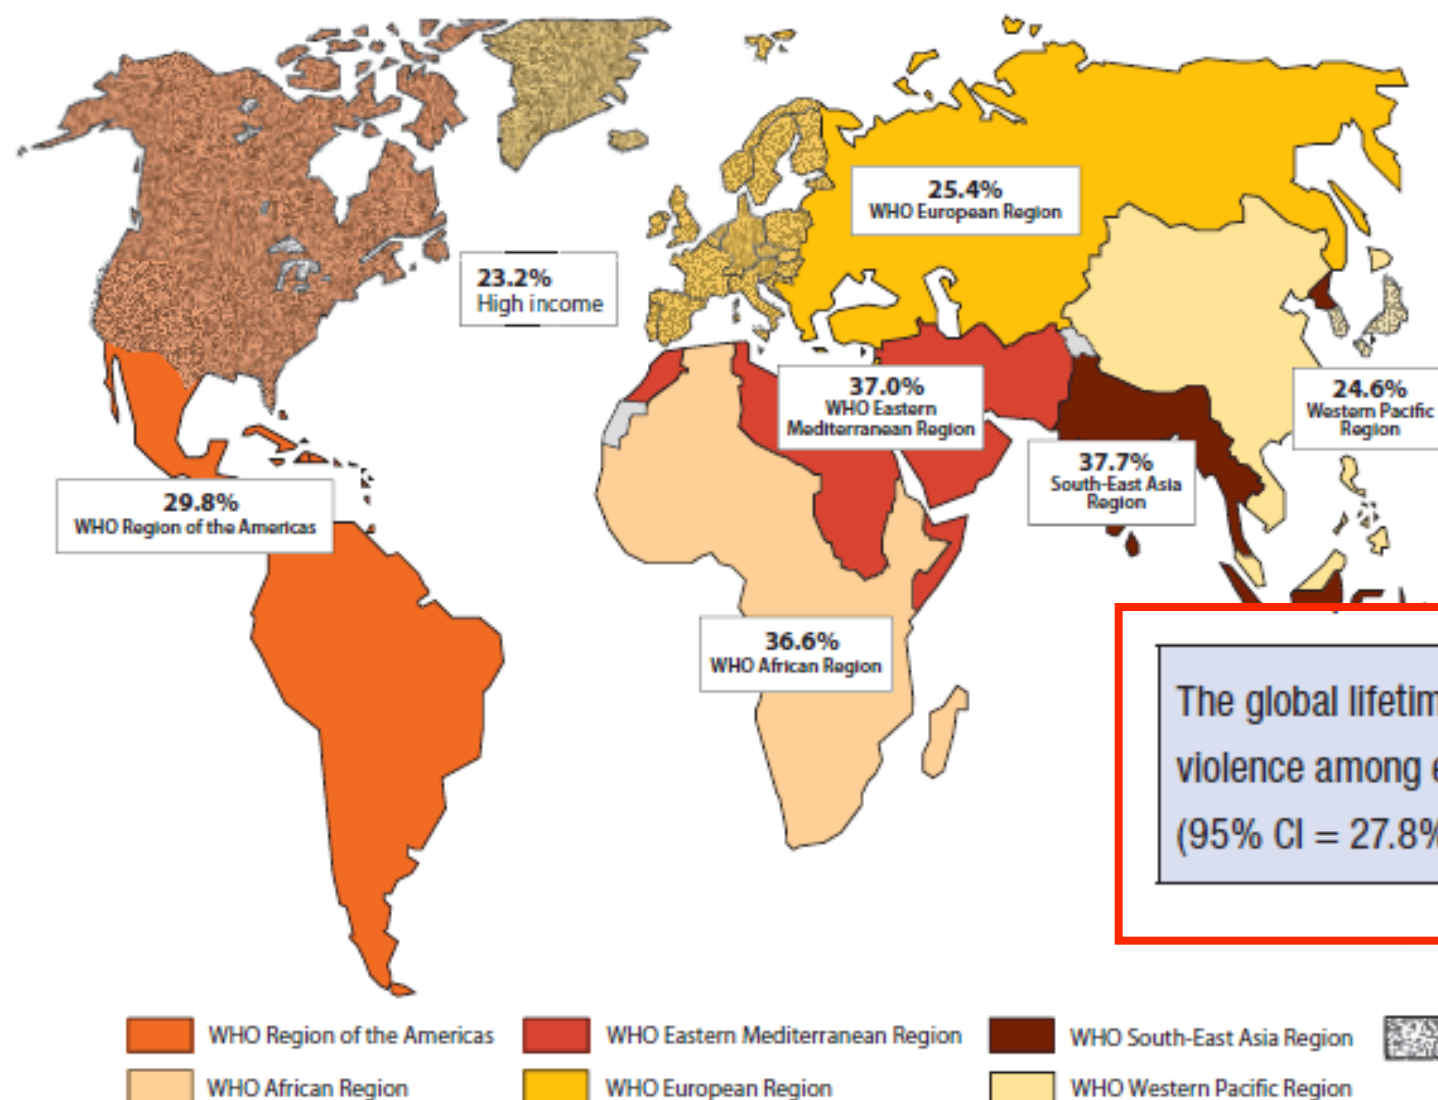 25.4%
WHO European Region
23.2%
High income
37.0%
WHO Eastern
Mediterranean Region
24.6%
Western Pacific
Region
37.7%
South-East Asia
Region
29.8%
WHO Region of the Americas
36.6%
WHO African Region
The global lifetim
violence among e
(95% CI = 27.8%
WHO Region of the Americas
WHO Eastern Mediterranean Region
WHO South-East Asia Region
WHO African Region
WHO European Region
WHO Western Pacific Region